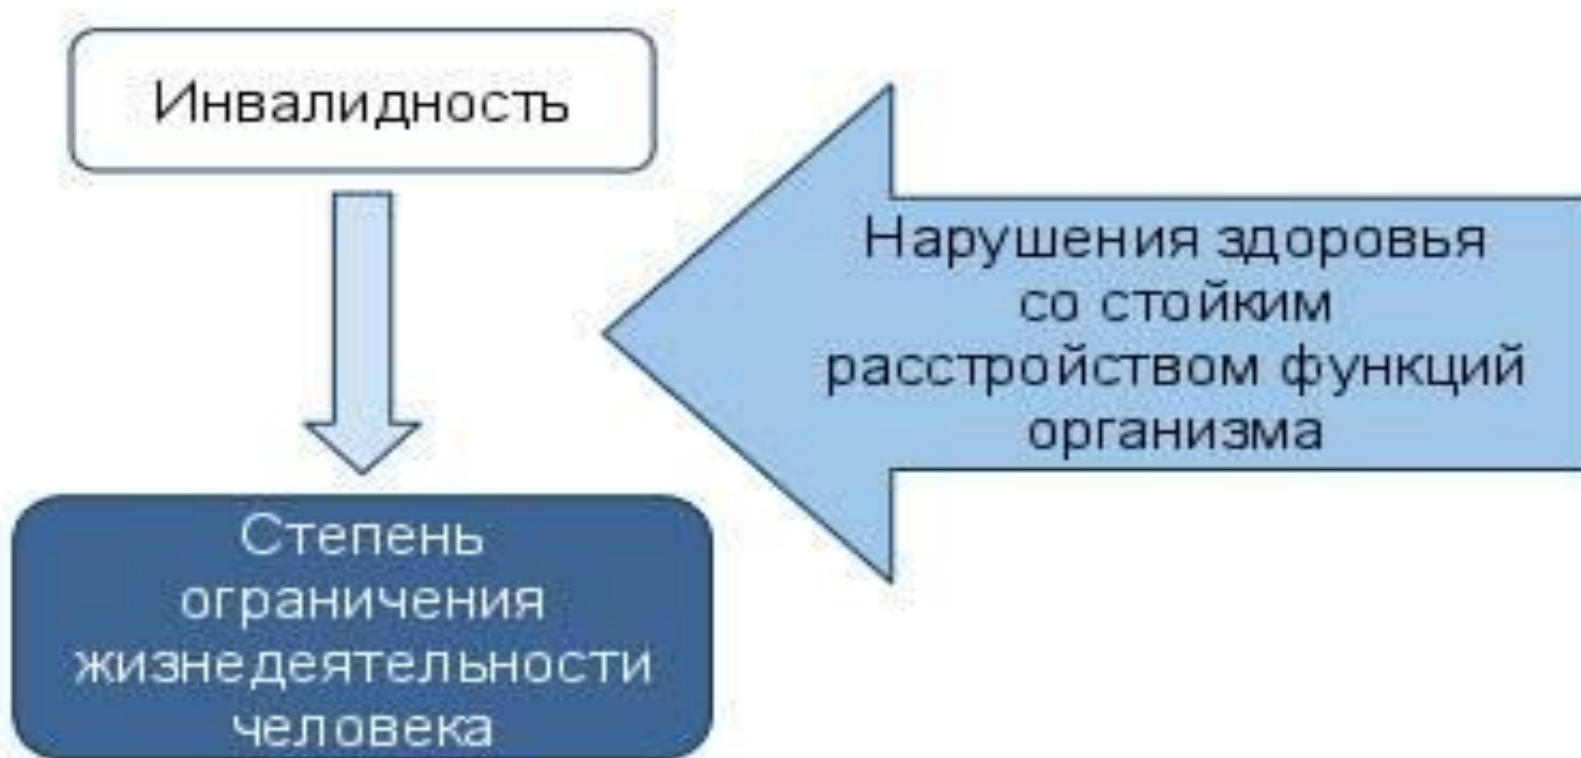 Инвалидность
Нарушения здоровья
со стойким
расстройством функций
организма
Степень
ограничения
жизнедеятельности
человека